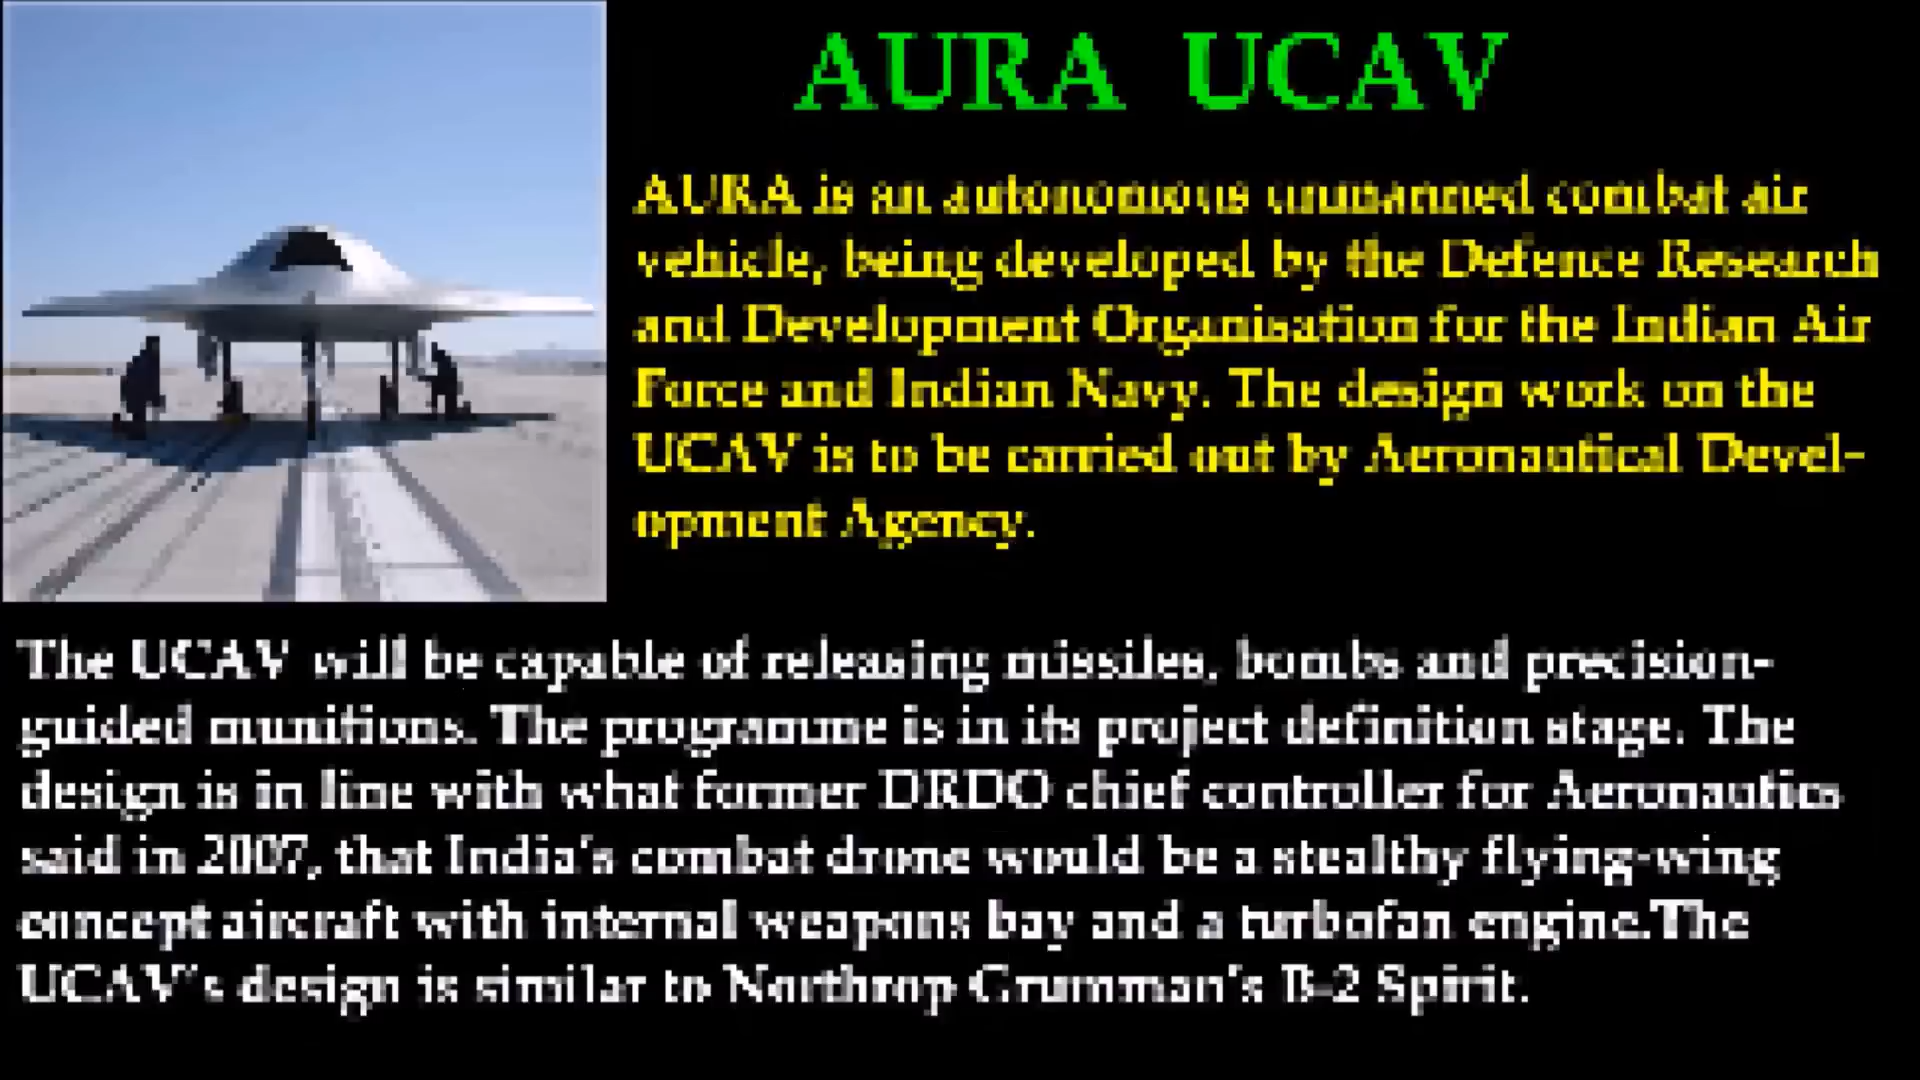 AURA UCAV
AURA is an autonomous unmanned combat air
vehicle, being developed by the Defence Research
and Development Organisation for the Indian Air
Force and Indian Navy. The design work on the
UCAV is to be carried out by Aeronautical Devel-
opment Agency.
The UCAV will be capable of releasing missiles, bombs and precision-
guided munitions. The programme is in its project definition stage. The
design is in line with what former DRDO chief controller for Aeronautics
said in 2007, that India's combat drone would be a stealthy flying-wing
concept aircraft with internal weapons bay and a turbofan engine.The
UCAV's design is similar to Northrop Grumman's B-2 Spirit.